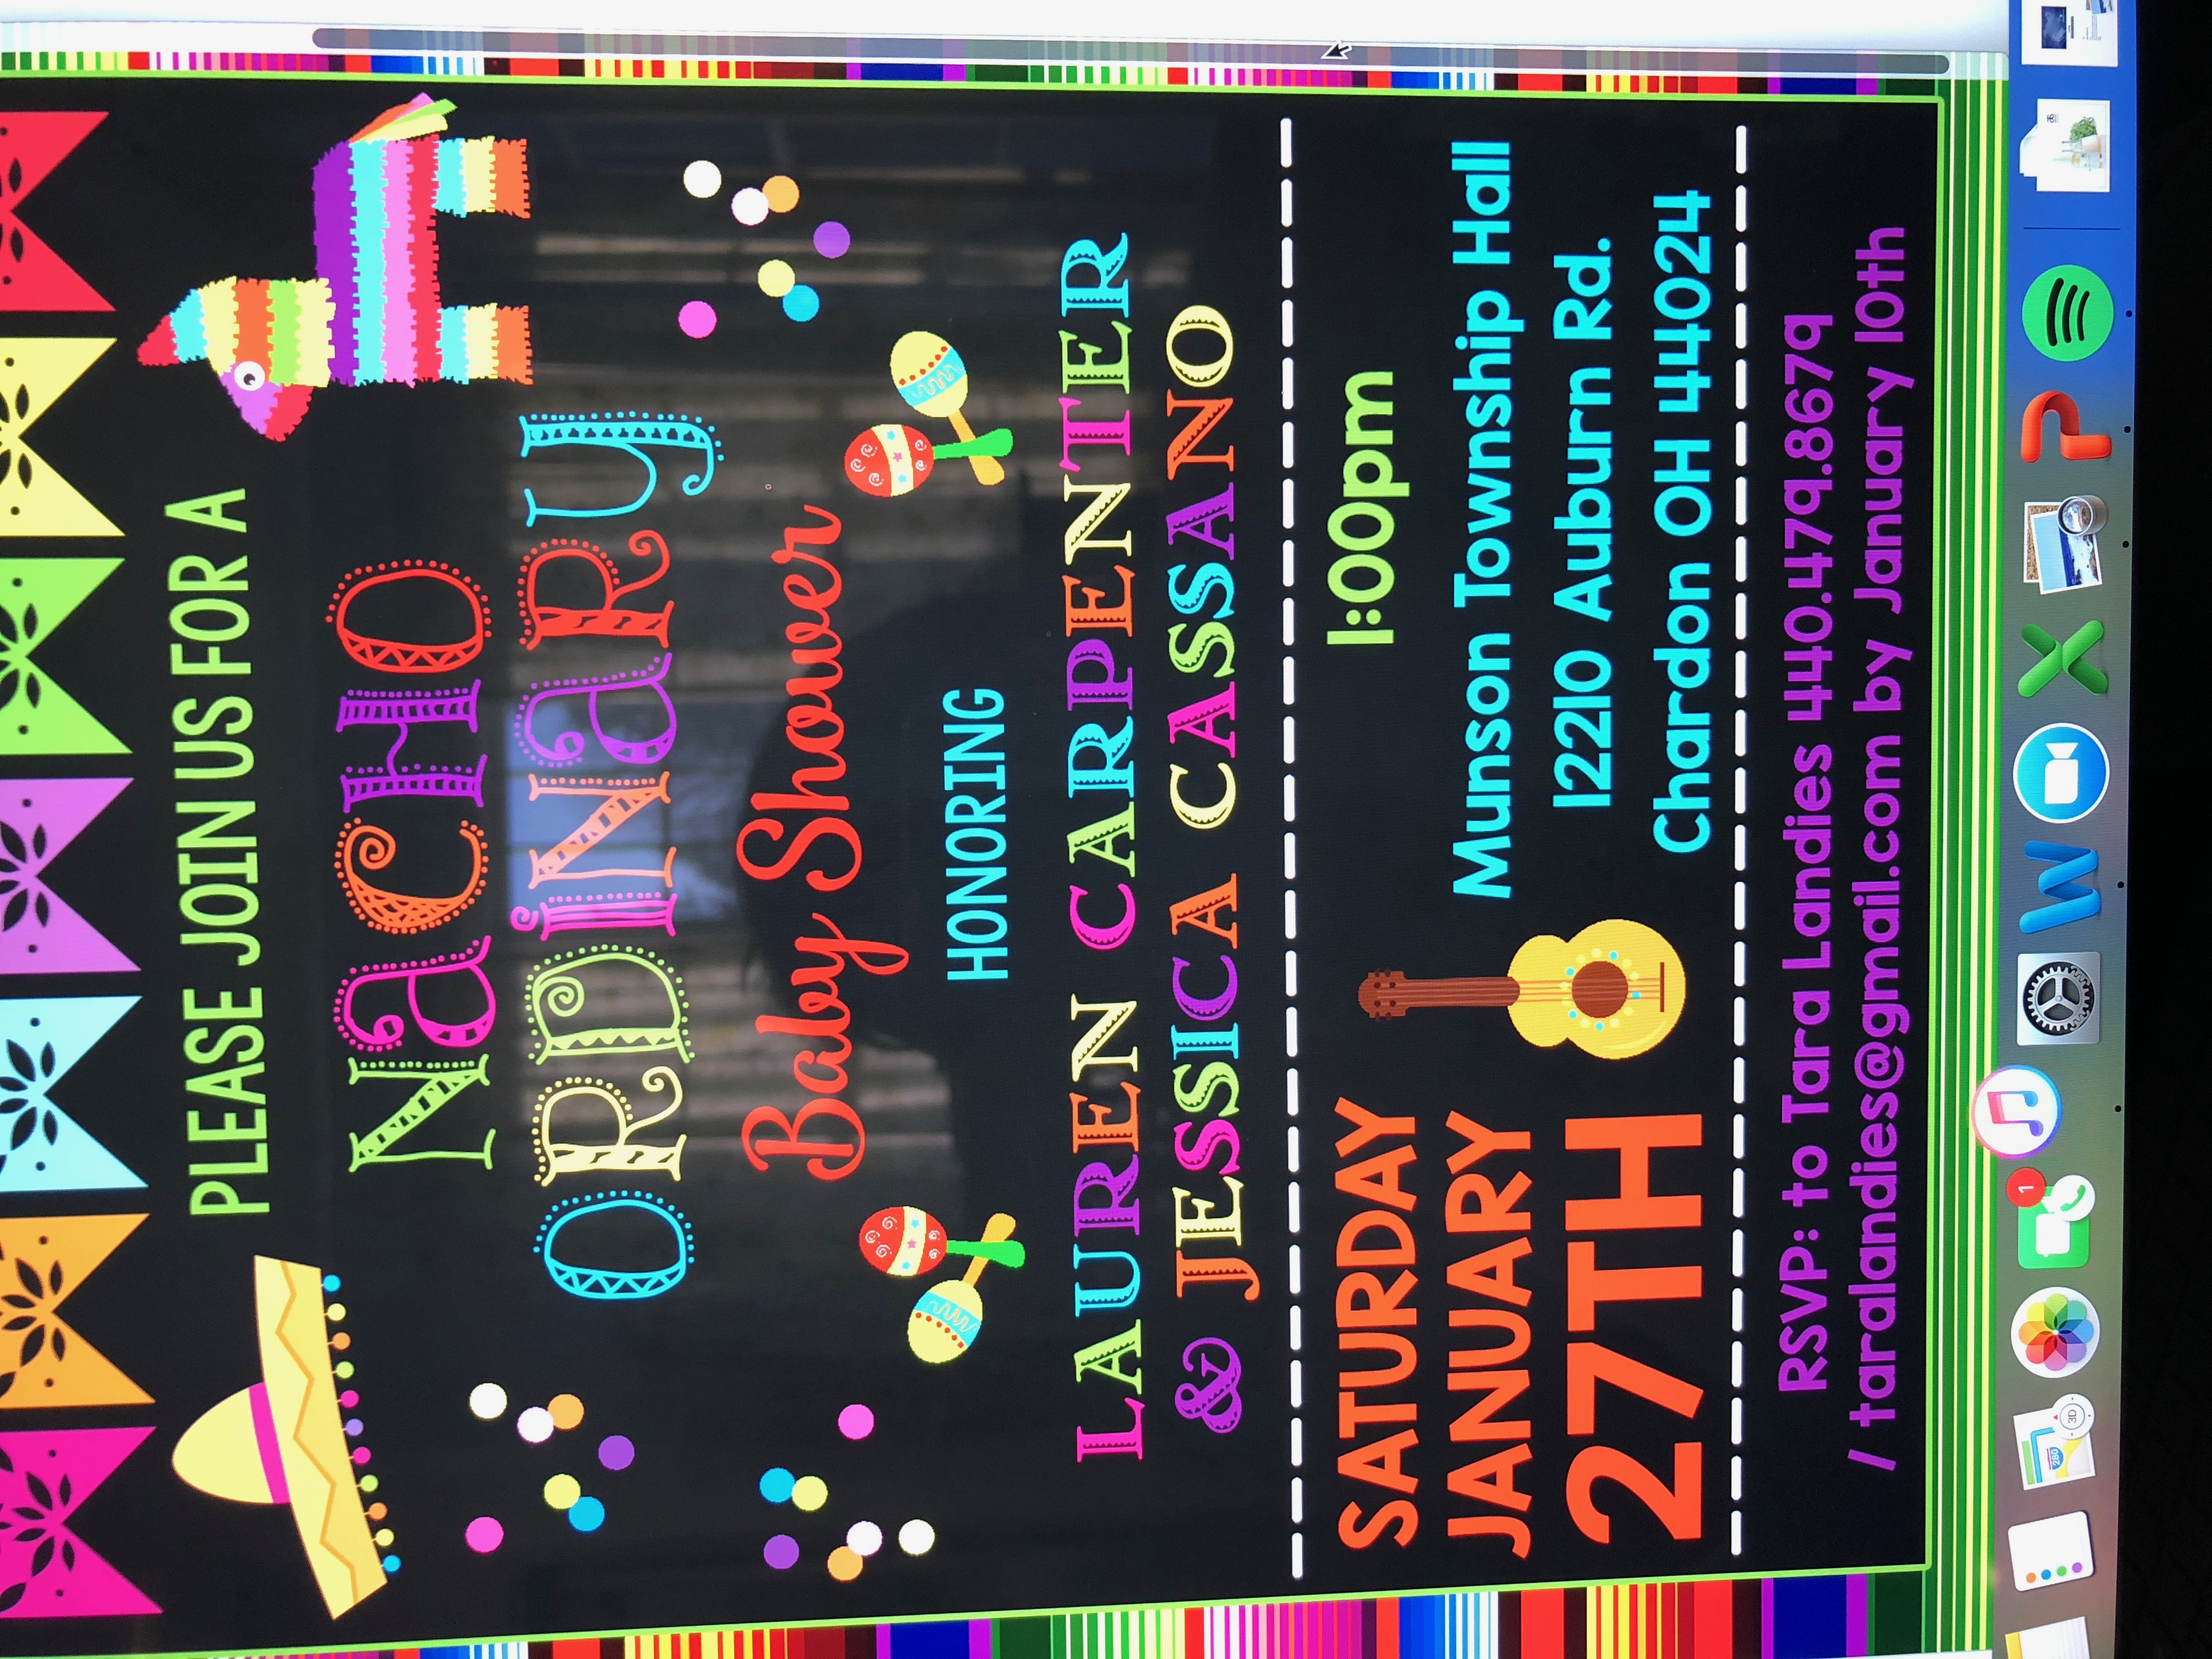 PLEASE JOIN US FOR A
NaCHO
ORDiNaRy
Baby Shower
HONORING
LAUREN CARPENTER
& JESSICA CASSANO
SATURDAY
JANUARY
27TH
1:00pm
Munson Township Hall
12210 Auburn Rd.
Chardon OH 44024
RSVP: to Tara Landies 440.479.8679
/ taralandies@gmail.com by January 10th
280
3D
1
W
X
P